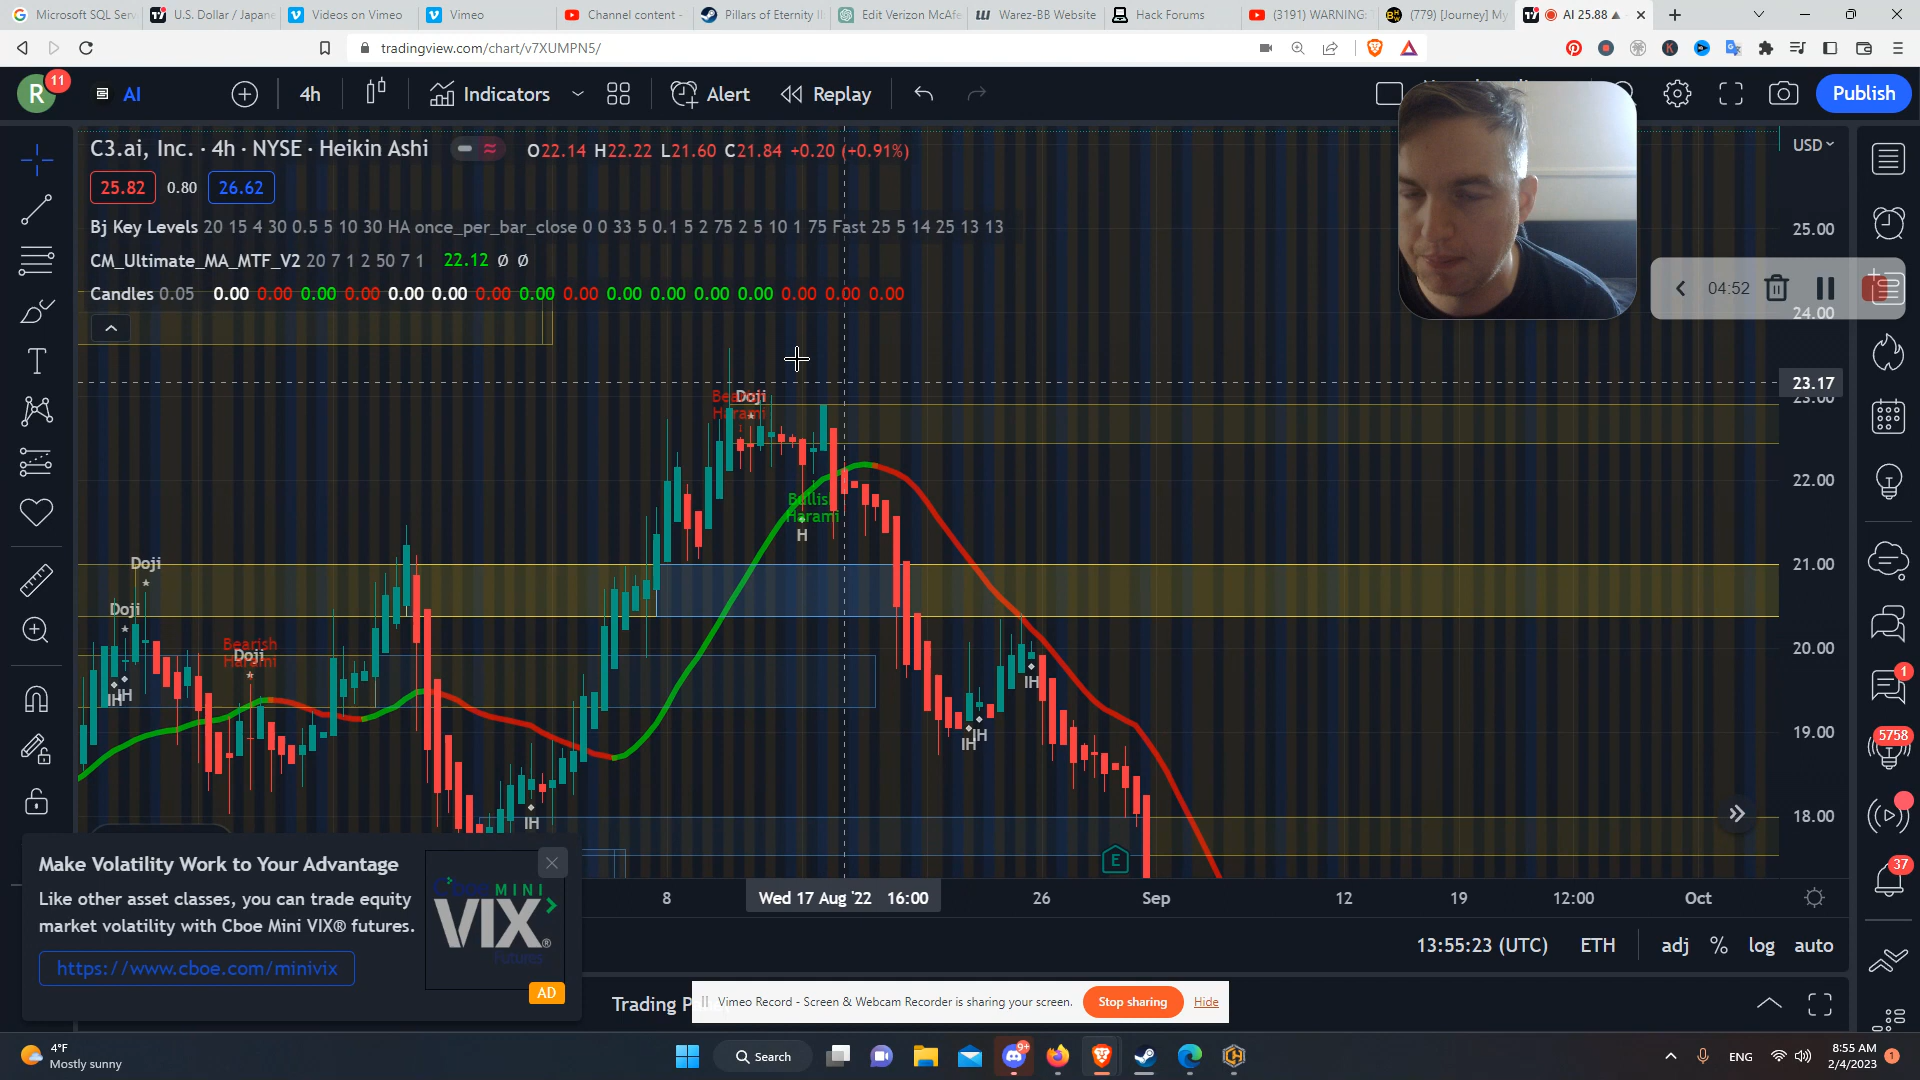 Microsoft SQL Serv
U.S. Dollar / Japane
Videos on Vimeo
Vimeo
Channel content -
Pillars of Eternity II
Edit Verizon McAfe
Warez-BB Website
Hack Forums
(3191) WARNING:
(779) [Journey] My
AI 25.88
tradingview.com/chart/v7XUMPN5/
R
11
AI
4h
Indicators
Alert
Replay
Publish
C3.ai, Inc. · 4h · NYSE · Heikin Ashi
O22.14 H22.22 L21.60 C21.84 +0.20 (+0.91%)
USD
25.82
0.80
26.62
Bj Key Levels 20 15 4 30 0.5 5 10 30 HA once_per_bar_close 0 0 33 5 0.1 5 2 75 2 5 10 1 75 Fast 25 5 14 25 13 13
25.00
CM_Ultimate_MA_MTF_V2 20 7 1 2 50 7 1 22.12 Ø Ø
Candles 0.05 0.00 0.00 0.00 0.00 0.00 0.00 0.00 0.00 0.00 0.00 0.00 0.00 0.00 0.00 0.00 0.00
04:52
24.00
23.17
23.00
Doji
Harami
22.00
Bullish
Harami
H
21.00
Doji
Doji
IH
IH
Bearish
Doji
Harami
20.00
IH
IH
IH
19.00
IH
18.00
E
8
Wed 17 Aug '22 16:00
26
Sep
12
19
12:00
Oct
13:55:23 (UTC)
ETH
adj
%
log
auto
1
5758
37
Make Volatility Work to Your Advantage
Like other asset classes, you can trade equity
market volatility with Cboe Mini VIX® futures.
https://www.cboe.com/minivix
Cboe MINI
VIX®
Futures
AD
Trading P
Vimeo Record - Screen & Webcam Recorder is sharing your screen.
Stop sharing
Hide
4°F
Mostly sunny
Search
9+
ENG
8:55 AM
2/4/2023
1